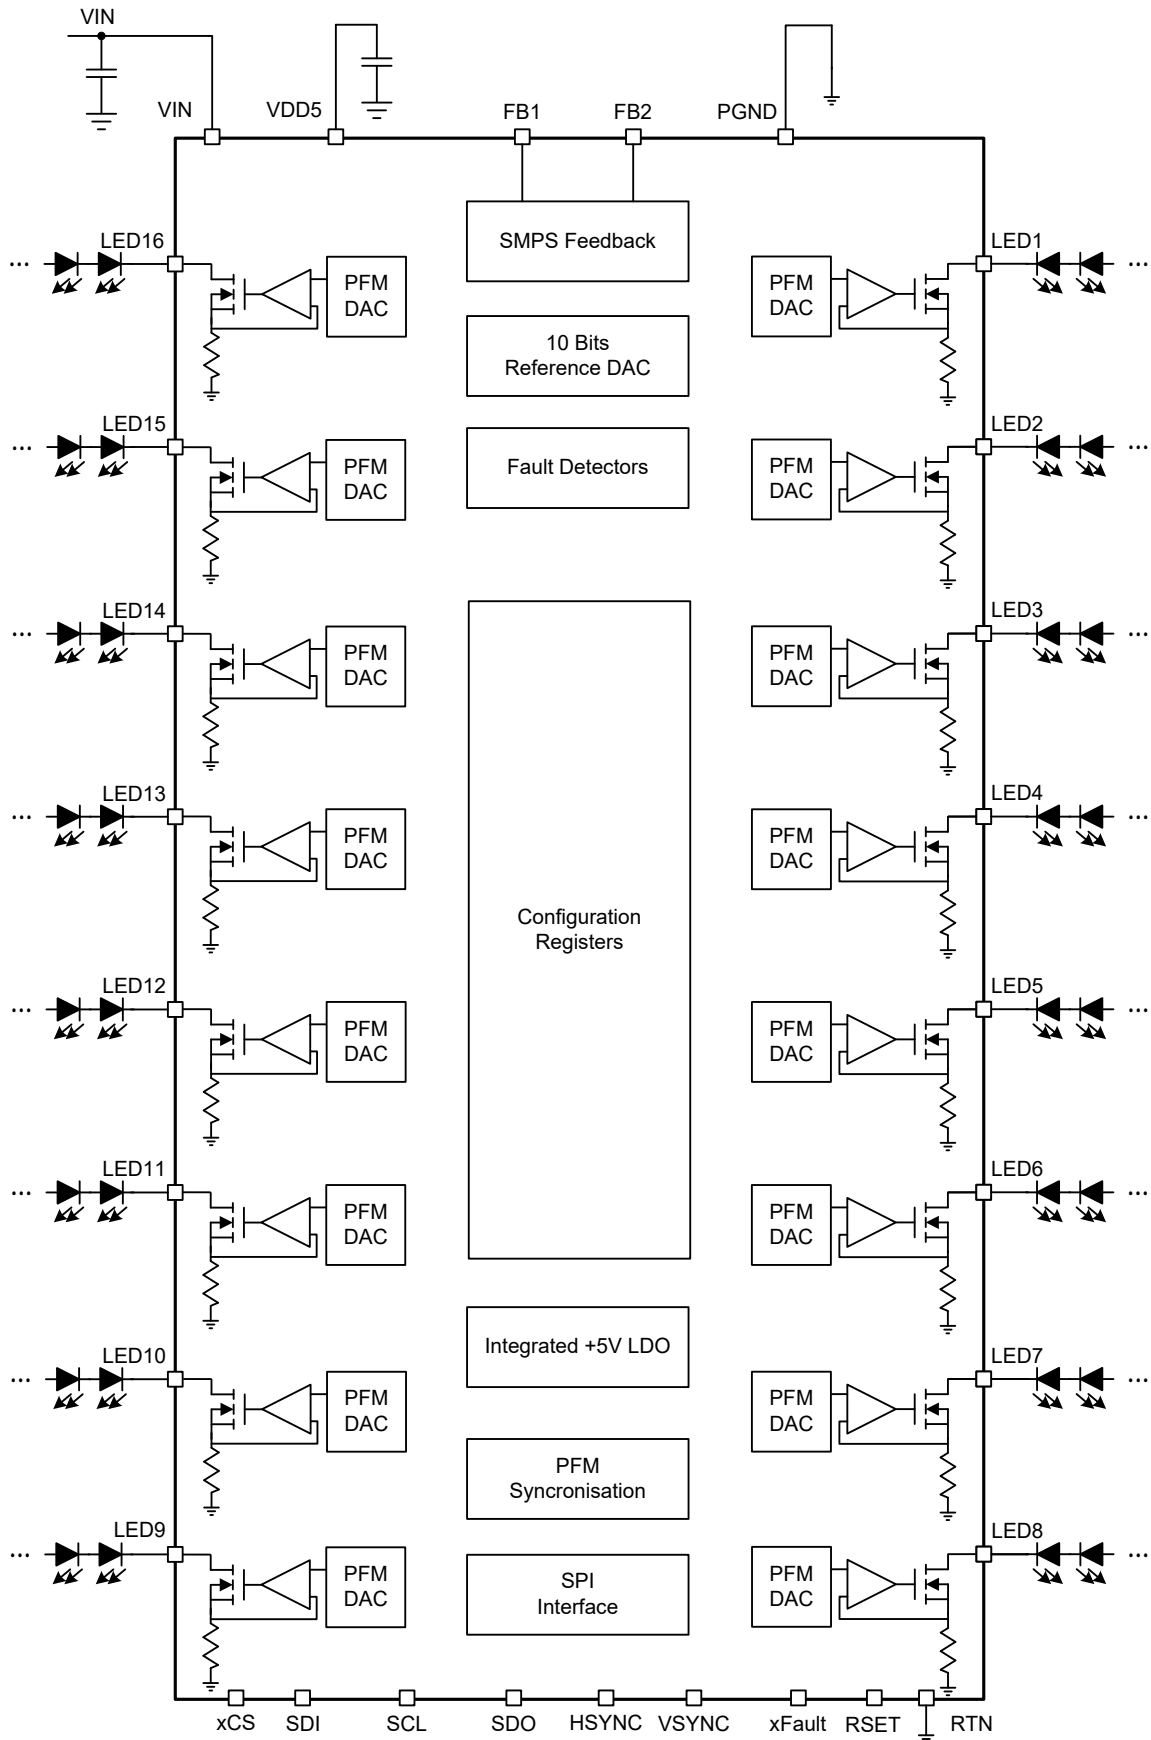 VIN
VIN
VDD5
FB1
FB2
PGND
SMPS Feedback
LED16
LED1
...
...
PFM
DAC
PFM
DAC
10 Bits
Reference DAC
LED15
LED2
...
...
PFM
DAC
Fault Detectors
PFM
DAC
LED14
LED3
...
...
PFM
DAC
PFM
DAC
LED13
LED4
...
...
PFM
DAC
PFM
DAC
Configuration
Registers
LED12
LED5
...
...
PFM
DAC
PFM
DAC
LED11
LED6
...
...
PFM
DAC
PFM
DAC
Integrated +5V LDO
LED10
LED7
...
...
PFM
DAC
PFM
DAC
PFM
Syncronisation
LED9
LED8
...
...
PFM
DAC
SPI
Interface
PFM
DAC
xCS
SDI
SCL
SDO
HSYNC
VSYNC
xFault
RSET
RTN